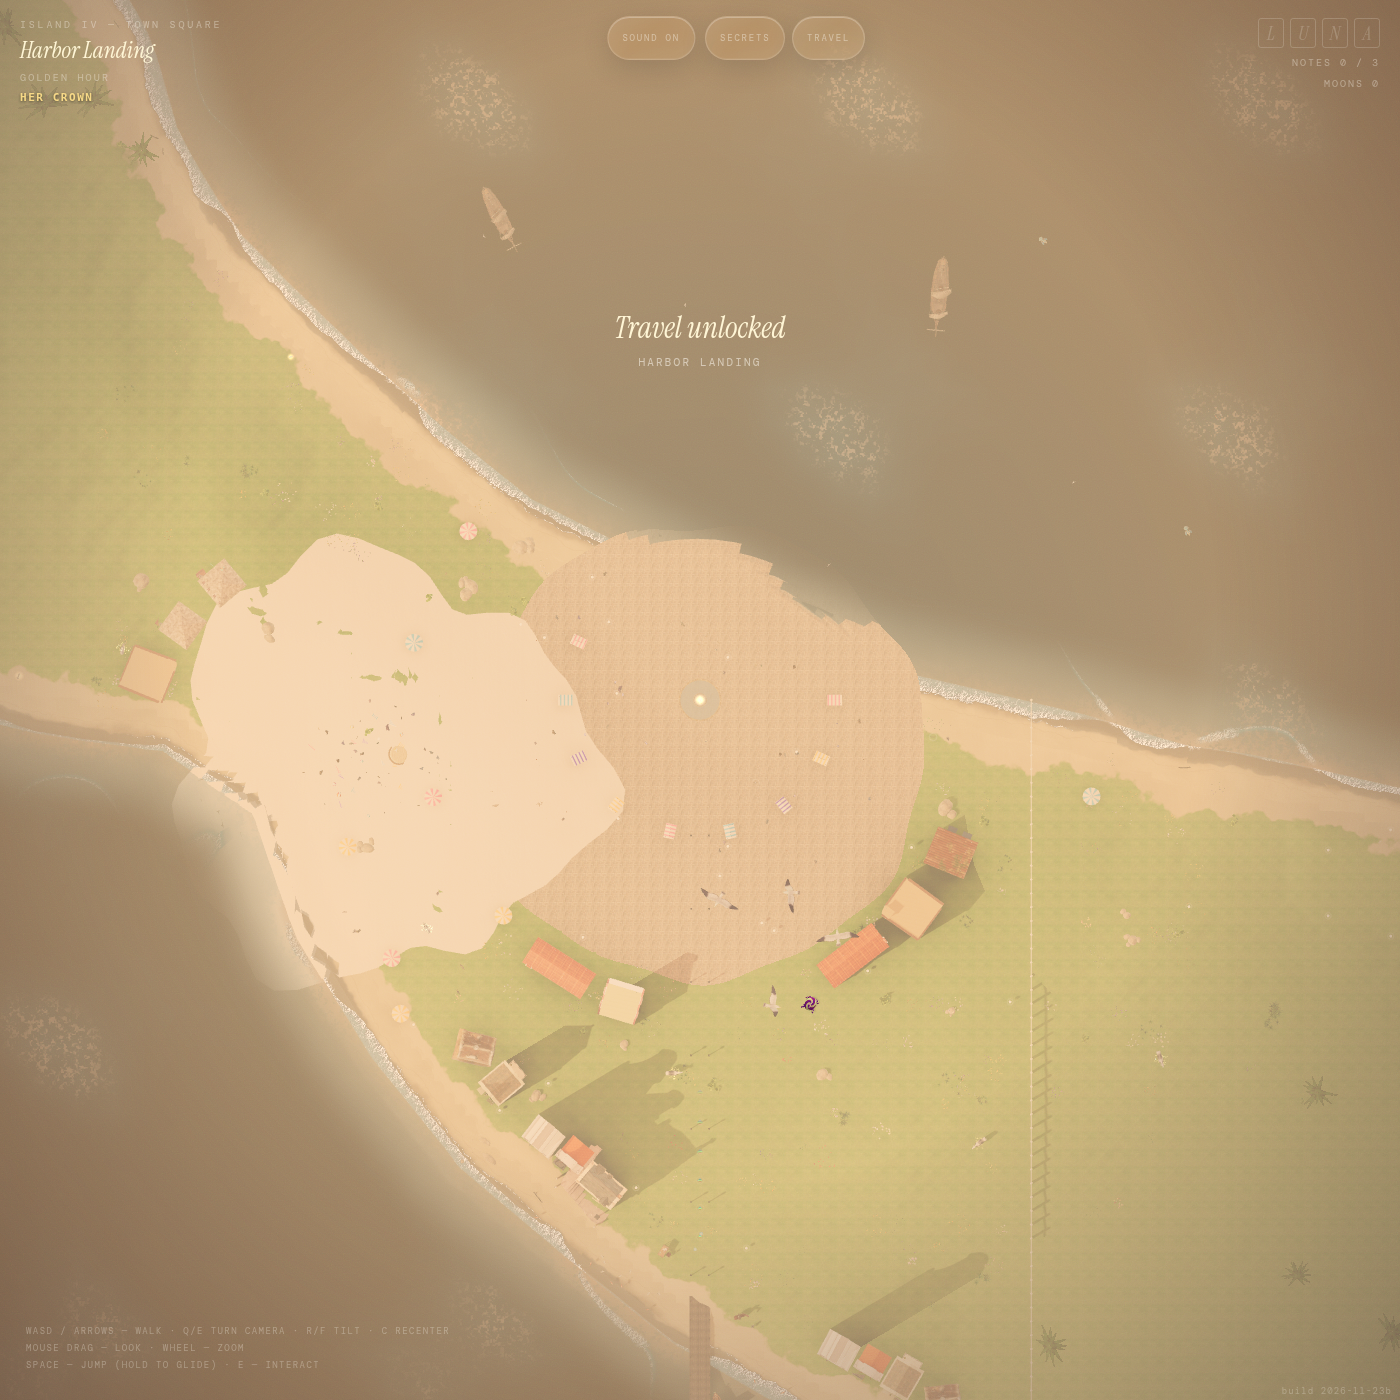 ISLAND IV — TOWN SQUARE
Harbor Landing
GOLDEN HOUR
HER CROWN
SOUND ON
SECRETS
TRAVEL
L U N A
NOTES 0 / 3
MOONS 0
Travel unlocked
HARBOR LANDING
WASD / ARROWS — WALK · Q/E TURN CAMERA · R/F TILT · C RECENTER
MOUSE DRAG — LOOK · WHEEL — ZOOM
SPACE — JUMP (HOLD TO GLIDE) · E — INTERACT